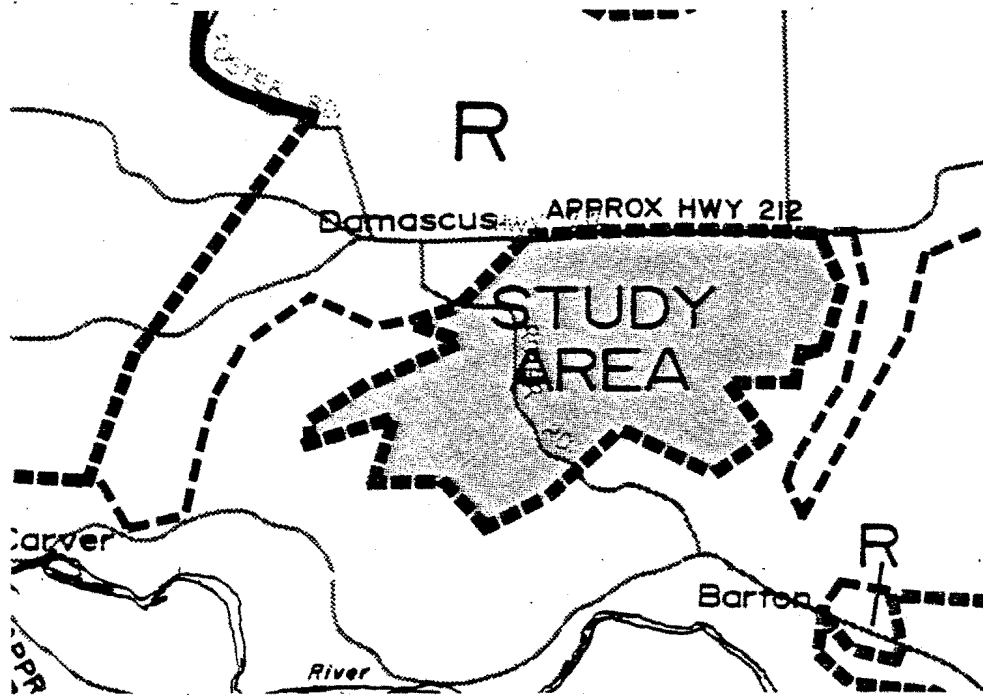 R
APPROX HWY 212
Damascus
STUDY
AREA
Carver
R
Barton
River